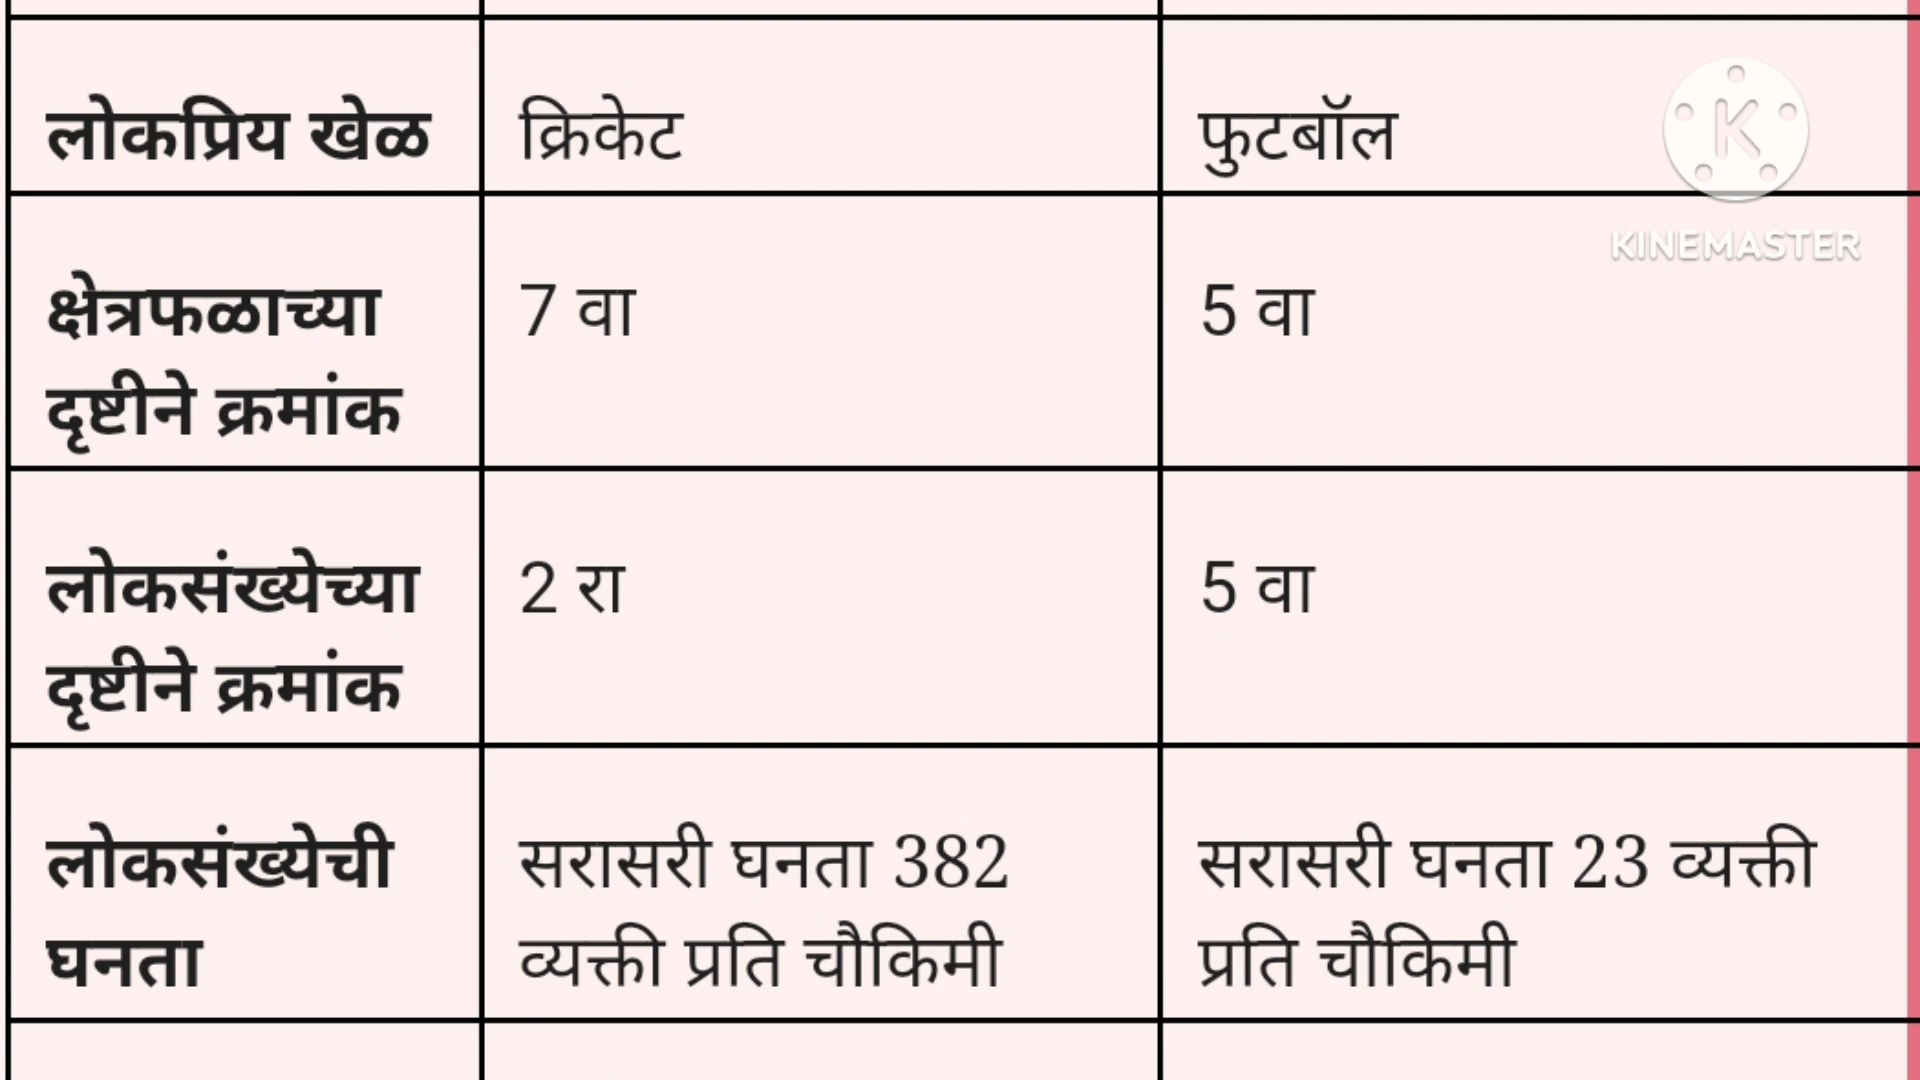 लोकप्रिय खेळ
क्रिकेट
फुटबॉल
K
KINEMASTER
क्षेत्रफळाच्या
दृष्टीने क्रमांक
7 वा
5 वा
लोकसंख्येच्या
दृष्टीने क्रमांक
2 रा
5 वा
लोकसंख्येची
घनता
सरासरी घनता 382
व्यक्ती प्रति चौकिमी
सरासरी घनता 23 व्यक्ती
प्रति चौकिमी